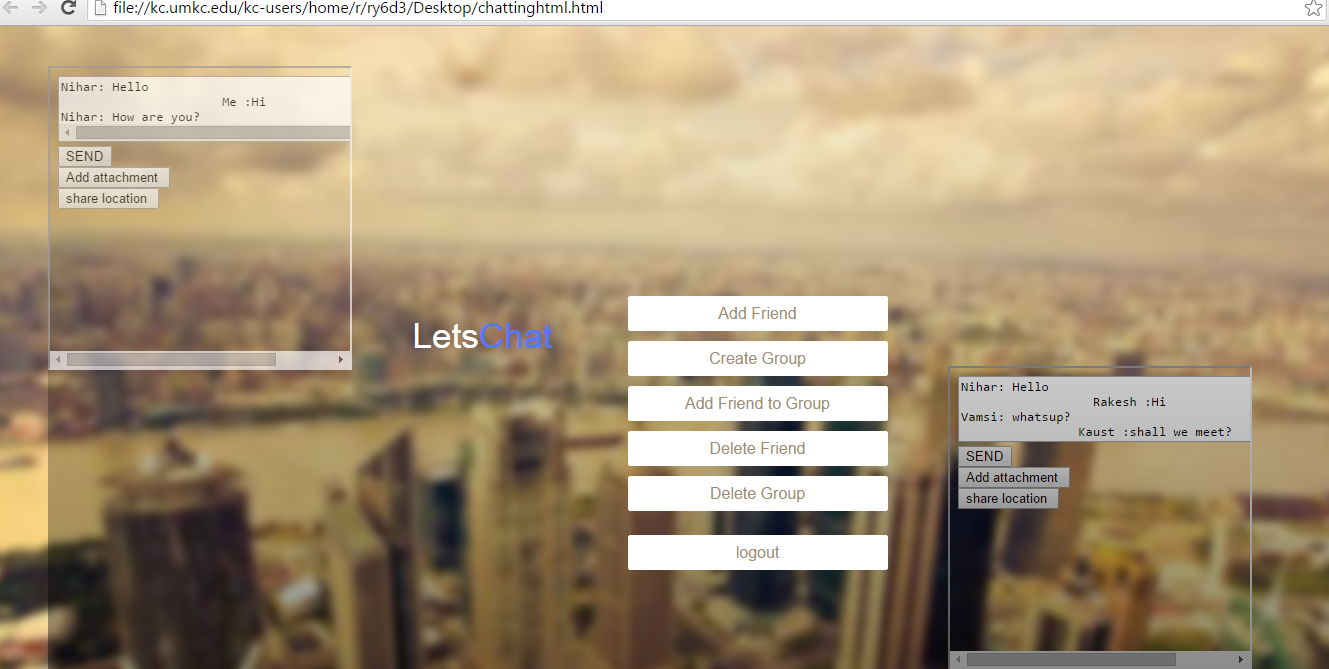 file://kc.umkc.edu/kc-users/home/r/ry6d3/Desktop/chattinghtml.html
Nihar: Hello
Me :Hi
Nihar: How are you?
SEND
Add attachment
share location
LetsChat
Add Friend
Create Group
Add Friend to Group
Delete Friend
Delete Group
logout
Nihar: Hello
Rakesh :Hi
Vamsi: whatsup?
Kaust :shall we meet?
SEND
Add attachment
share location